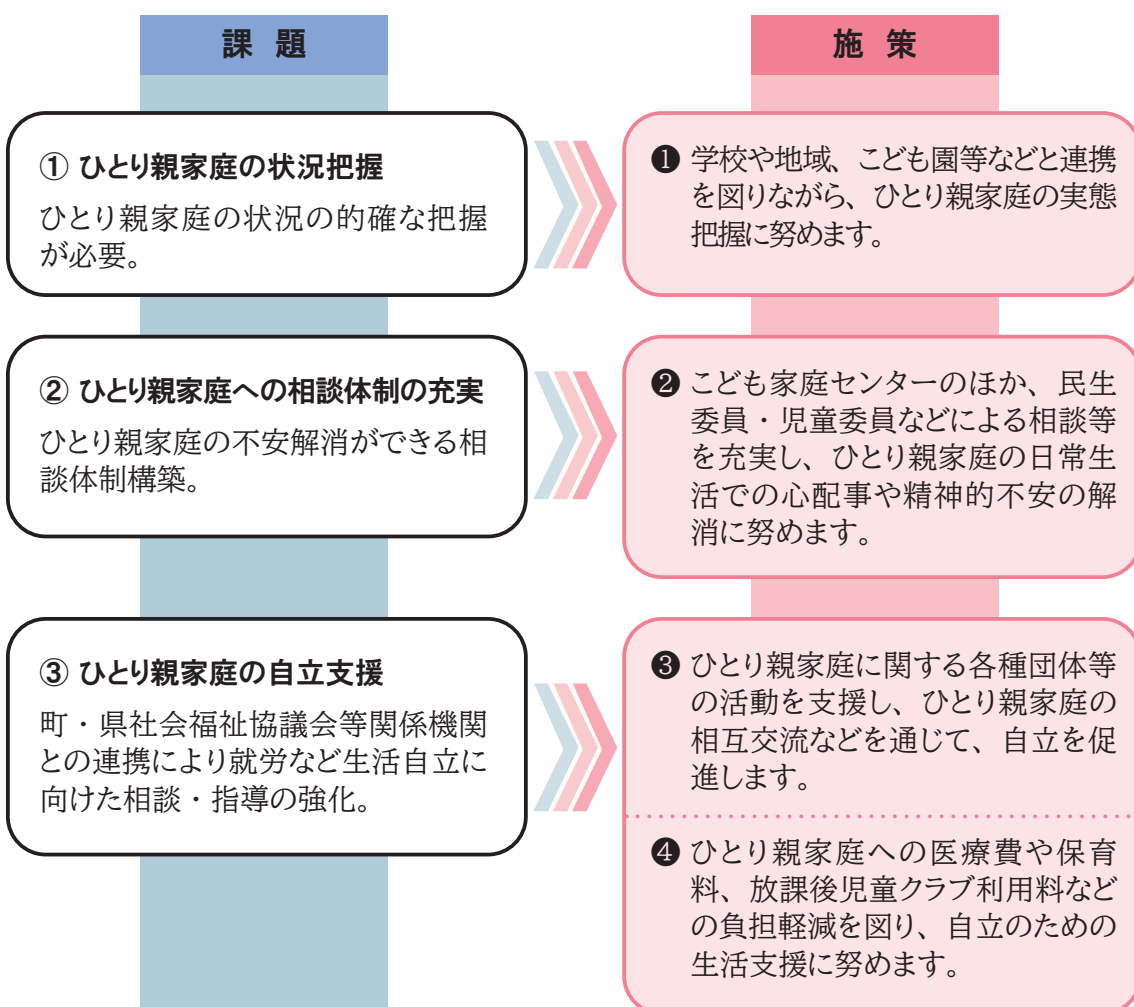 課 題
施 策
① ひとり親家庭の状況把握
ひとり親家庭の状況の的確な把握
が必要。
❶ 学校や地域、こども園等などと連携
を図りながら、ひとり親家庭の実態
把握に努めます。
② ひとり親家庭への相談体制の充実
ひとり親家庭の不安解消ができる相
談体制構築。
❷ こども家庭センターのほか、民生
委員・児童委員などによる相談等
を充実し、ひとり親家庭の日常生
活での心配事や精神的不安の解
消に努めます。
③ ひとり親家庭の自立支援
町・県社会福祉協議会等関係機関
との連携により就労など生活自立に
向けた相談・指導の強化。
❸ ひとり親家庭に関する各種団体等
の活動を支援し、ひとり親家庭の
相互交流などを通じて、自立を促
進します。
❹ ひとり親家庭への医療費や保育
料、放課後児童クラブ利用料など
の負担軽減を図り、自立のための
生活支援に努めます。